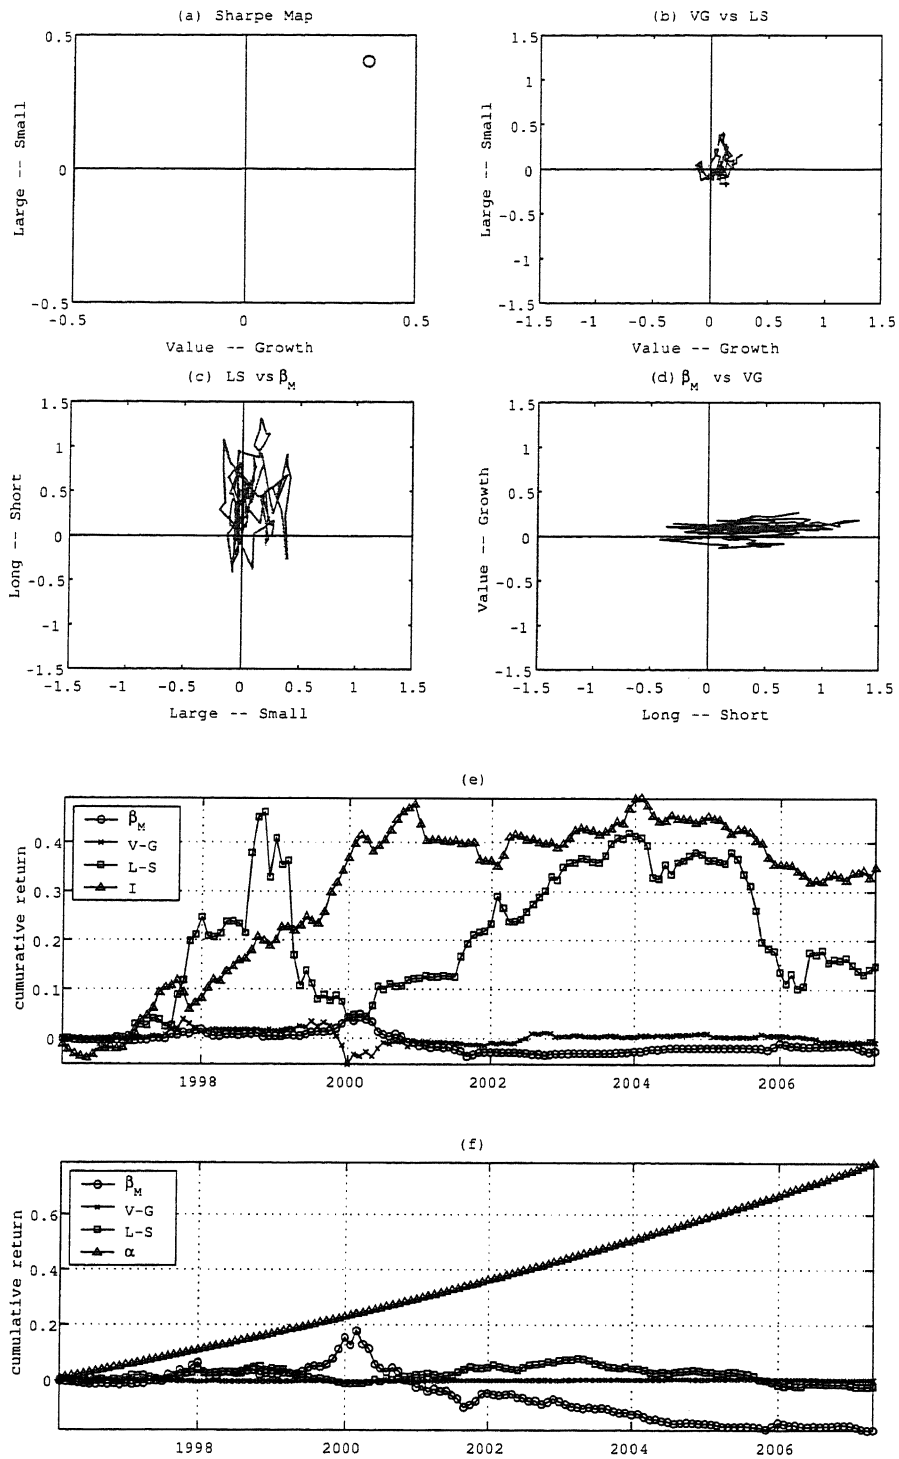 (a) Sharpe Map
0.5
0
-0.5
-0.5 0 0.5
Large -- Small
Value -- Growth
(b) VG vs LS
1.5
1
0.5
0
-0.5
-1
-1.5
-1.5 -1 -0.5 0 0.5 1 1.5
Large -- Small
Value -- Growth
(c) LS vs βM
1.5
1
0.5
0
-0.5
-1
-1.5
-1.5 -1 -0.5 0 0.5 1 1.5
Long -- Short
Large -- Small
(d) βM vs VG
1.5
1
0.5
0
-0.5
-1
-1.5
-1.5 -1 -0.5 0 0.5 1 1.5
Value -- Growth
Long -- Short
(e)
βM
V-G
L-S
I
0.4
0.3
0.2
0.1
0
cumurative return
1998 2000 2002 2004 2006
(f)
βM
V-G
L-S
α
0.6
0.4
0.2
0
cumulative return
1998 2000 2002 2004 2006